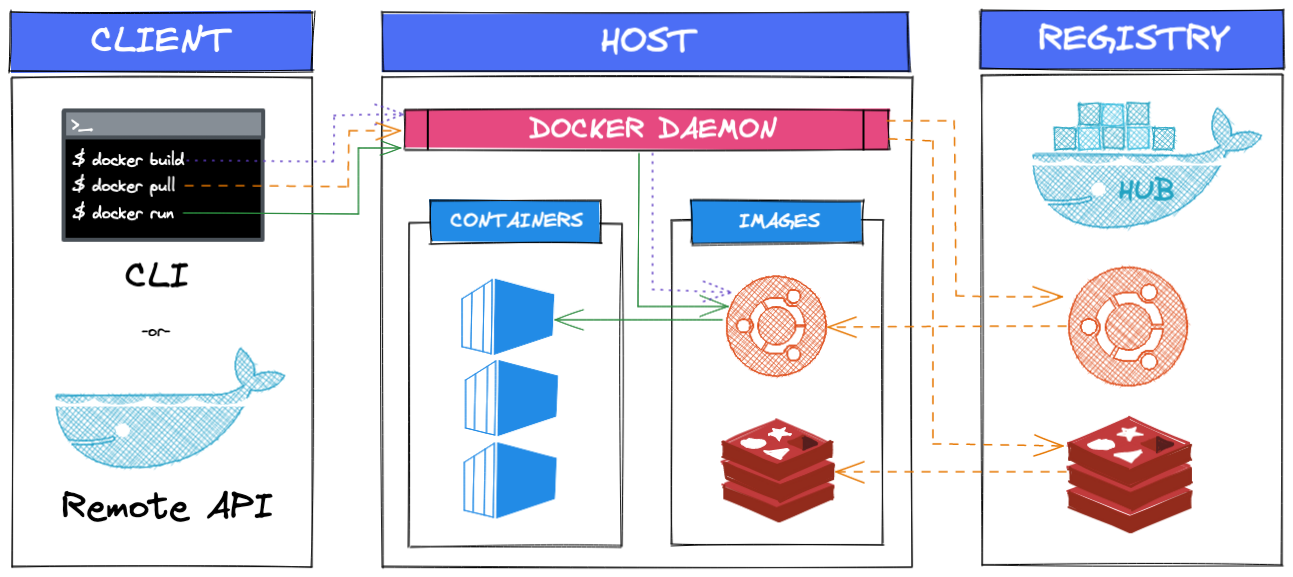 CLIENT
HOST
REGISTRY
>_
$ docker build
$ docker pull
$ docker run
CLI
-or-
Remote API
DOCKER DAEMON
CONTAINERS
IMAGES
HUB